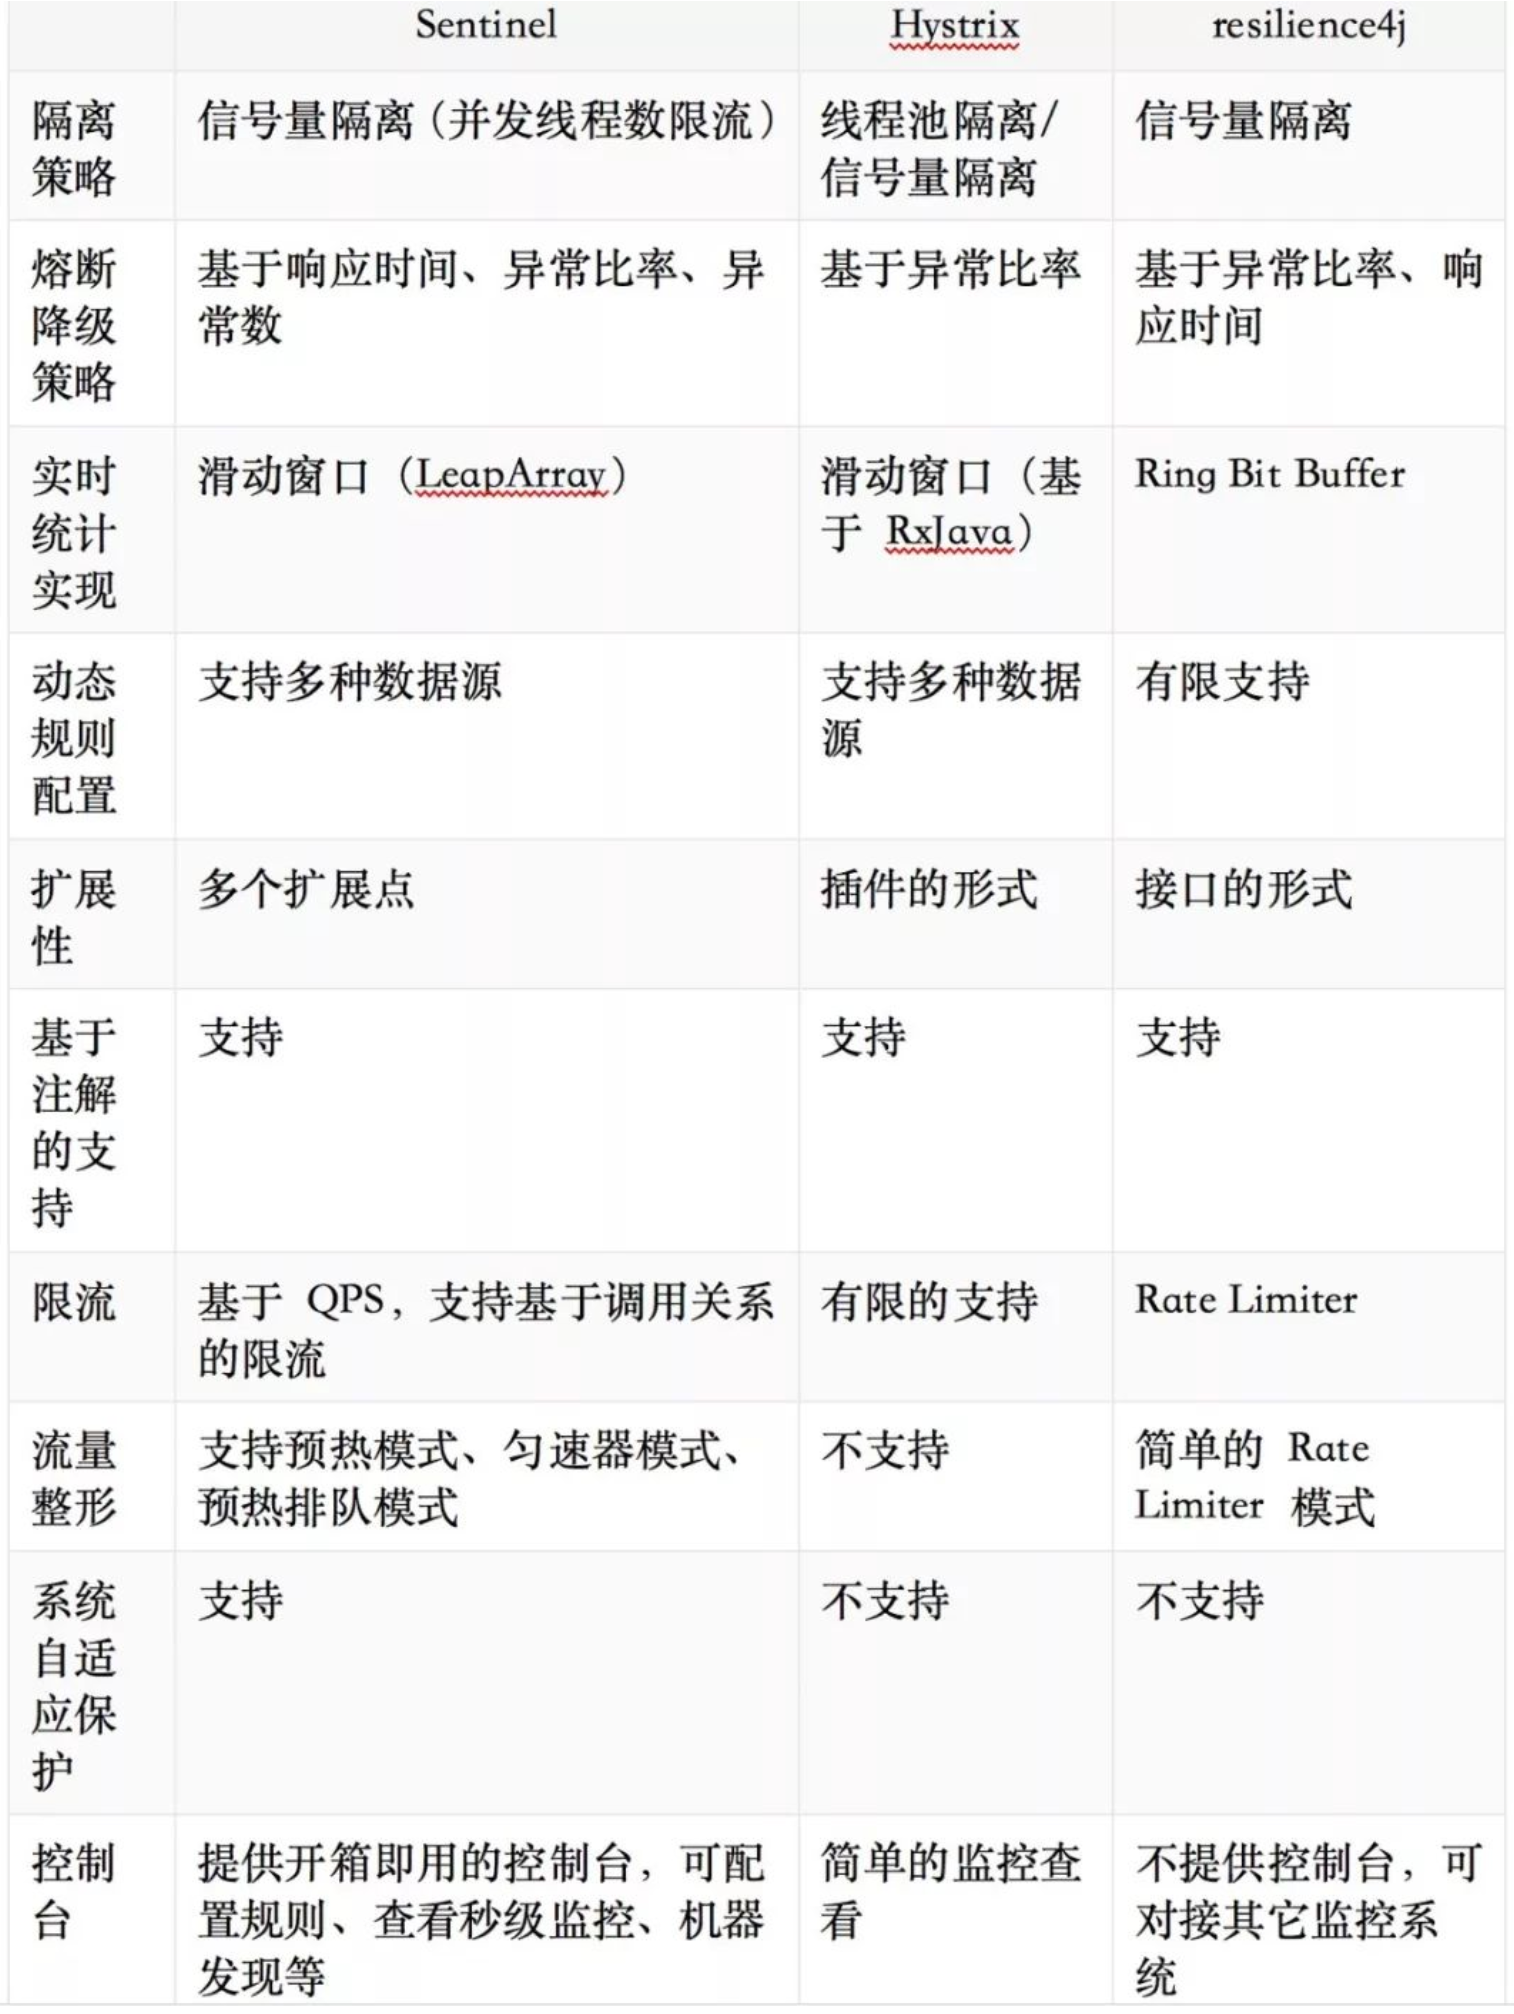 Sentinel Hystrix resilience4j
隔离 信号量隔离（并发线程数限流） 线程池隔离/ 信号量隔离
策略 信号量隔离
熔断 基于响应时间、异常比率、异 基于异常比率 基于异常比率、响
降级 常数 应时间
策略
实时 滑动窗口（LeapArray） 滑动窗口（基 Ring Bit Buffer
统计 于 RxJava）
实现
动态 支持多种数据源 支持多种数据 有限支持
规则 源
配置
扩展 多个扩展点 插件的形式 接口的形式
性
基于 支持 支持 支持
注解
的支
持
限流 基于 QPS，支持基于调用关系 有限的支持 Rate Limiter
的限流
流量 支持预热模式、匀速器模式、 不支持 简单的 Rate
整形 预热排队模式 Limiter 模式
系统 支持 不支持 不支持
自适
应保
护
控制 提供开箱即用的控制台，可配 简单的监控查 不提供控制台，可
台 置规则、查看秒级监控、机器 看 对接其它监控系
发现等 统